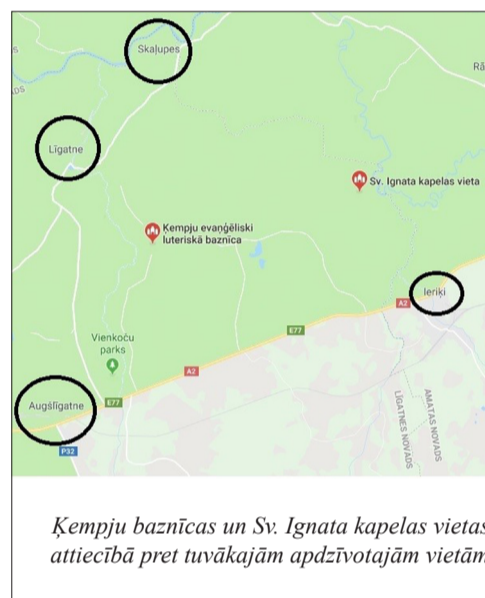 Skaļupes
Rā
S
DS
Līgatne
Sv. Ignata kapelas vieta
Ķempju evaņģēliski
luteriskā baznīca
Ieriķi
A2
E77
Vienkoču
parks
A2
E77
Augšlīgatne
P32
LĪGATNES NOVADS
AMATAS NOVADS
Ķempju baznīcas un Sv. Ignata kapelas vietas
attiecībā pret tuvākajām apdzīvotajām vietām